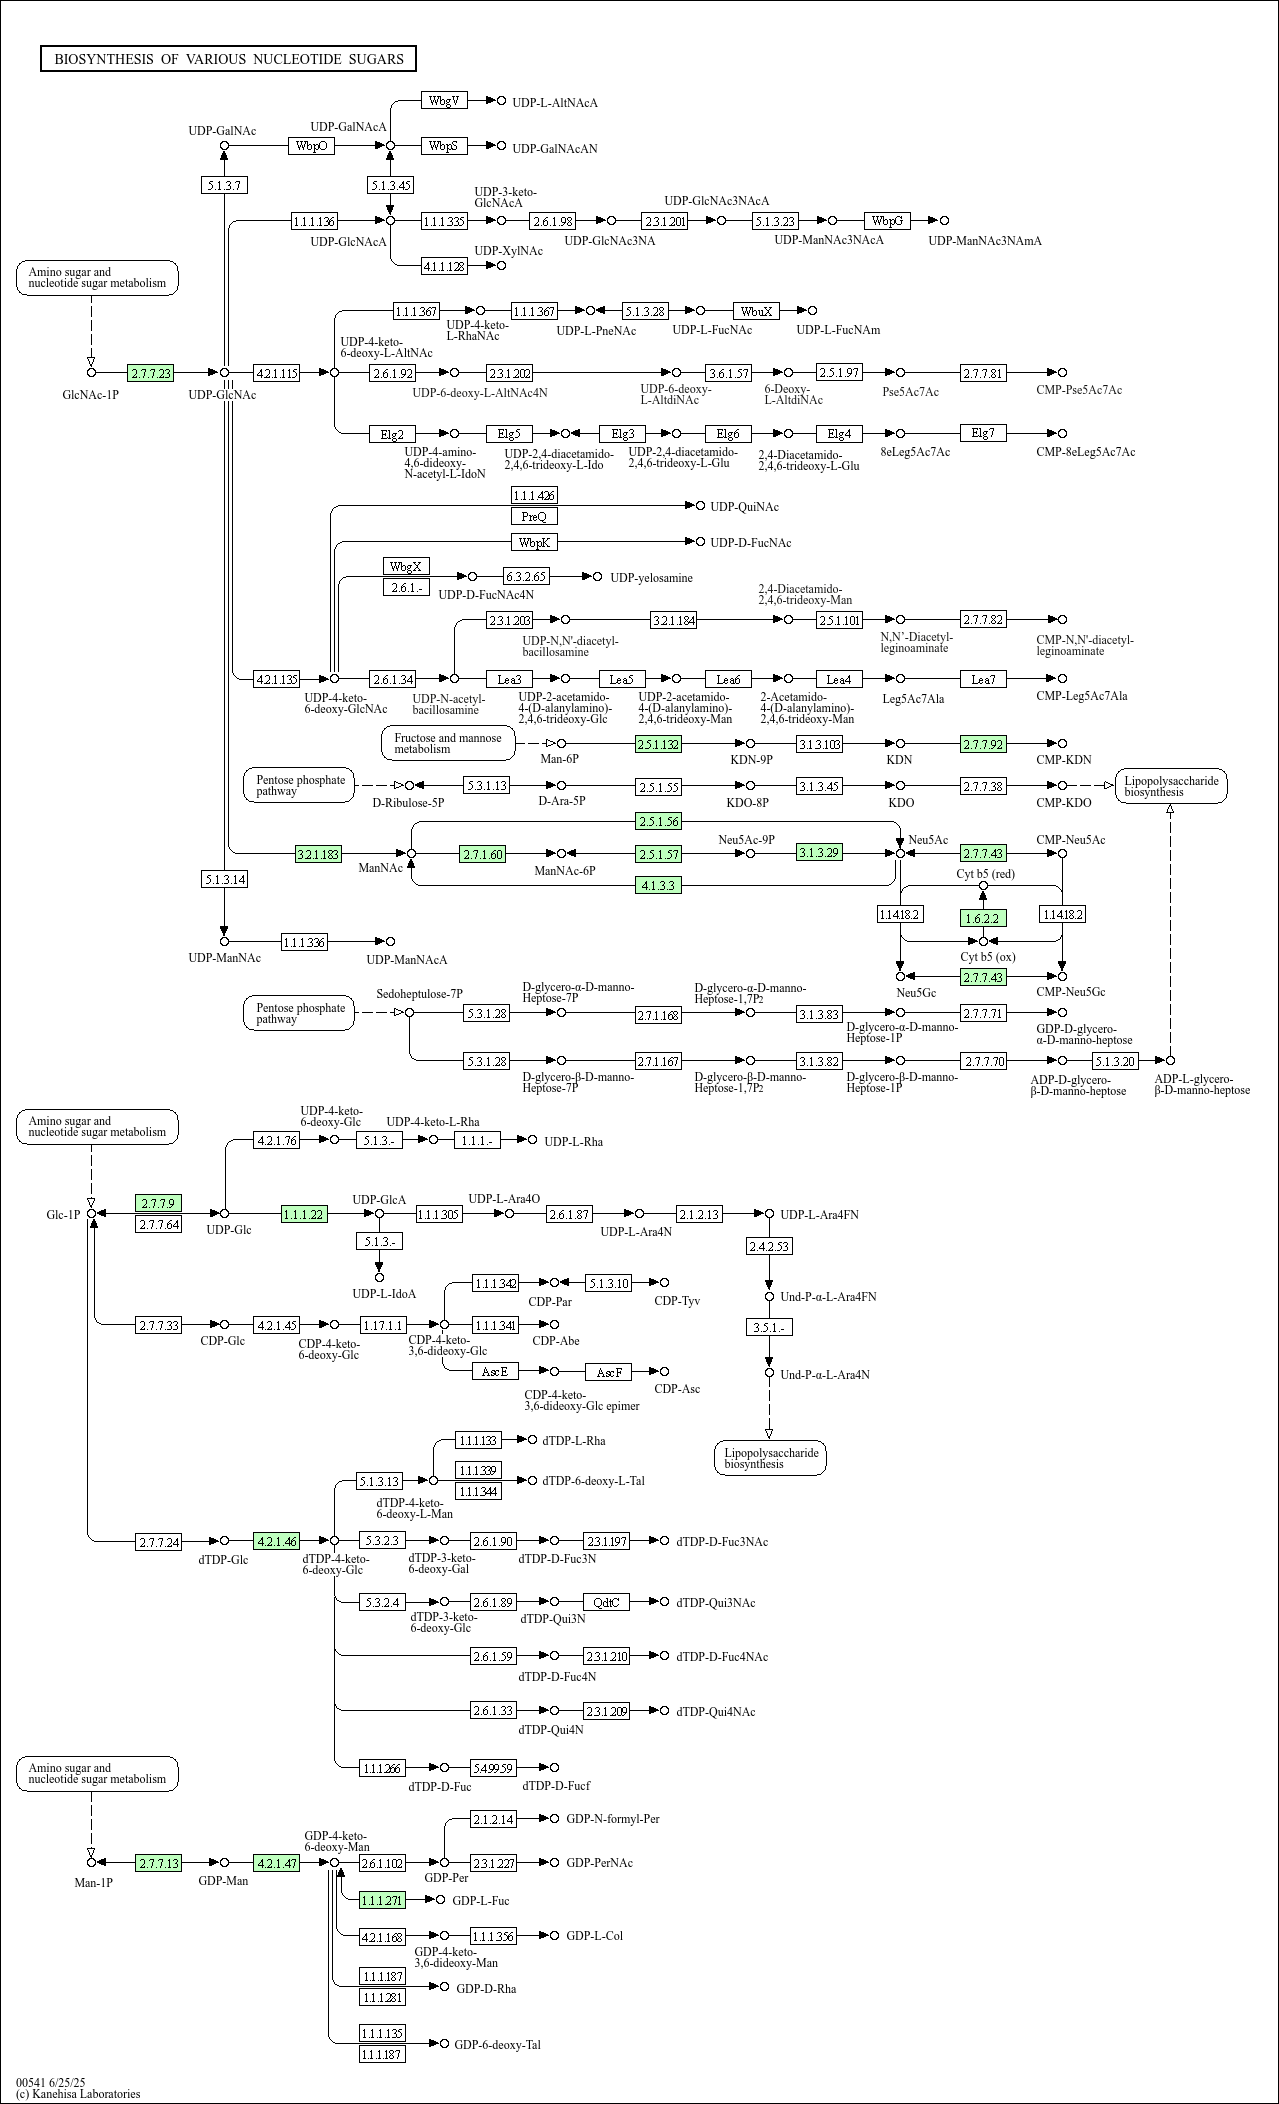 BIOSYNTHESIS OF VARIOUS NUCLEOTIDE SUGARS
WbgV
UDP-L-AltNAcA
UDP-GalNAc
UDP-GalNAcA
WbpO
WbpS
UDP-GalNAcAN
5.1.3.7
5.1.3.45
UDP-3-keto-
GlcNAcA
UDP-GlcNAc3NAcA
1.1.1.136
1.1.1.335
2.6.1.98
2.3.1.201
5.1.3.23
WbpG
UDP-GlcNAcA
UDP-GlcNAc3NA
UDP-ManNAc3NAcA
UDP-ManNAc3NAmA
UDP-XylNAc
4.1.1.128
Amino sugar and
nucleotide sugar metabolism
1.1.1.367
1.1.1.367
5.1.3.28
WbuX
UDP-4-keto-
L-RhaNAc
UDP-L-PneNAc
UDP-L-FucNAc
UDP-L-FucNAm
UDP-4-keto-
6-deoxy-L-AltNAc
2.7.7.23
4.2.1.115
2.6.1.92
2.3.1.202
3.6.1.57
2.5.1.97
2.7.7.81
GlcNAc-1P
UDP-GlcNAc
UDP-6-deoxy-L-AltNAc4N
UDP-6-deoxy-
L-AltdiNAc
6-Deoxy-
L-AltdiNAc
Pse5Ac7Ac
CMP-Pse5Ac7Ac
Elg2
Elg5
Elg3
Elg6
Elg4
Elg7
UDP-4-amino-
4,6-dideoxy-
N-acetyl-L-IdoN
UDP-2,4-diacetamido-
2,4,6-trideoxy-L-Ido
UDP-2,4-diacetamido-
2,4,6-trideoxy-L-Glu
2,4-Diacetamido-
2,4,6-trideoxy-L-Glu
8eLeg5Ac7Ac
CMP-8eLeg5Ac7Ac
1.1.1.426
PreQ
UDP-QuiNAc
WbpK
UDP-D-FucNAc
WbgX
2.6.1.-
6.3.2.65
UDP-yelosamine
UDP-D-FucNAc4N
2,4-Diacetamido-
2,4,6-trideoxy-Man
2.3.1.203
3.2.1.184
2.5.1.101
2.7.7.82
UDP-N,N'-diacetyl-
bacillosamine
N,N'-Diacetyl-
leginoaminate
CMP-N,N'-diacetyl-
leginoaminate
4.2.1.135
2.6.1.34
Lea3
Lea5
Lea6
Lea4
Lea7
UDP-4-keto-
6-deoxy-GlcNAc
UDP-N-acetyl-
bacillosamine
UDP-2-acetamido-
4-(D-alanylamino)-
2,4,6-trideoxy-Glc
UDP-2-acetamido-
4-(D-alanylamino)-
2,4,6-trideoxy-Man
2-Acetamido-
4-(D-alanylamino)-
2,4,6-trideoxy-Man
Leg5Ac7Ala
CMP-Leg5Ac7Ala
Fructose and mannose
metabolism
2.5.1.132
3.1.3.103
2.7.7.92
Man-6P
KDN-9P
KDN
CMP-KDN
Pentose phosphate
pathway
5.3.1.13
2.5.1.55
3.1.3.45
2.7.7.38
Lipopolysaccharide
biosynthesis
D-Ribulose-5P
D-Ara-5P
KDO-8P
KDO
CMP-KDO
2.5.1.56
Neu5Ac-9P
Neu5Ac
CMP-Neu5Ac
3.2.1.183
2.7.1.60
2.5.1.57
3.1.3.29
2.7.7.43
ManNAc
ManNAc-6P
Cyt b5 (red)
5.1.3.14
4.1.3.3
1.14.18.2
1.6.2.2
1.14.18.2
1.1.1.336
UDP-ManNAc
UDP-ManNAcA
Cyt b5 (ox)
2.7.7.43
Neu5Gc
CMP-Neu5Gc
Sedoheptulose-7P
D-glycero-α-D-manno-
Heptose-7P
D-glycero-α-D-manno-
Heptose-1,7P2
Pentose phosphate
pathway
5.3.1.28
2.7.1.168
3.1.3.83
2.7.7.71
D-glycero-α-D-manno-
Heptose-1P
GDP-D-glycero-
α-D-manno-heptose
5.3.1.28
2.7.1.167
3.1.3.82
2.7.7.70
5.1.3.20
D-glycero-β-D-manno-
Heptose-7P
D-glycero-β-D-manno-
Heptose-1,7P2
D-glycero-β-D-manno-
Heptose-1P
ADP-D-glycero-
β-D-manno-heptose
ADP-L-glycero-
β-D-manno-heptose
Amino sugar and
nucleotide sugar metabolism
UDP-4-keto-
6-deoxy-Glc
UDP-4-keto-L-Rha
4.2.1.76
5.1.3.-
1.1.1.-
UDP-L-Rha
2.7.7.9
2.7.7.64
Glc-1P
UDP-Glc
1.1.1.22
UDP-GlcA
1.1.1.305
UDP-L-Ara4O
2.6.1.87
UDP-L-Ara4N
2.1.2.13
UDP-L-Ara4FN
5.1.3.-
UDP-L-IdoA
2.4.2.53
Und-P-α-L-Ara4FN
3.5.1.-
Und-P-α-L-Ara4N
Lipopolysaccharide
biosynthesis
1.1.1.342
5.1.3.10
CDP-Par
CDP-Tyv
2.7.7.33
4.2.1.45
1.17.1.1
1.1.1.341
CDP-Glc
CDP-4-keto-
6-deoxy-Glc
CDP-4-keto-
3,6-dideoxy-Glc
CDP-Abe
AscE
AscF
CDP-4-keto-
3,6-dideoxy-Glc epimer
CDP-Asc
1.1.1.133
dTDP-L-Rha
5.1.3.13
1.1.1.339
1.1.1.344
dTDP-6-deoxy-L-Tal
dTDP-4-keto-
6-deoxy-L-Man
2.7.7.24
4.2.1.46
5.3.2.3
2.6.1.90
2.3.1.197
dTDP-D-Fuc3NAc
dTDP-Glc
dTDP-4-keto-
6-deoxy-Glc
dTDP-3-keto-
6-deoxy-Gal
dTDP-D-Fuc3N
5.3.2.4
2.6.1.89
QdtC
dTDP-Qui3NAc
dTDP-3-keto-
6-deoxy-Glc
dTDP-Qui3N
2.6.1.59
2.3.1.210
dTDP-D-Fuc4NAc
dTDP-D-Fuc4N
2.6.1.33
2.3.1.209
dTDP-Qui4NAc
dTDP-Qui4N
1.1.1.266
5.4.99.59
dTDP-D-Fuc
dTDP-D-Fucf
Amino sugar and
nucleotide sugar metabolism
2.1.2.14
GDP-N-formyl-Per
GDP-4-keto-
6-deoxy-Man
2.7.7.13
4.2.1.47
2.6.1.102
2.3.1.227
GDP-PerNAc
Man-1P
GDP-Man
GDP-Per
1.1.1.271
GDP-L-Fuc
4.2.1.168
1.1.1.356
GDP-L-Col
GDP-4-keto-
3,6-dideoxy-Man
1.1.1.187
1.1.1.281
GDP-D-Rha
1.1.1.135
1.1.1.187
GDP-6-deoxy-Tal
00541 6/25/25
(c) Kanehisa Laboratories